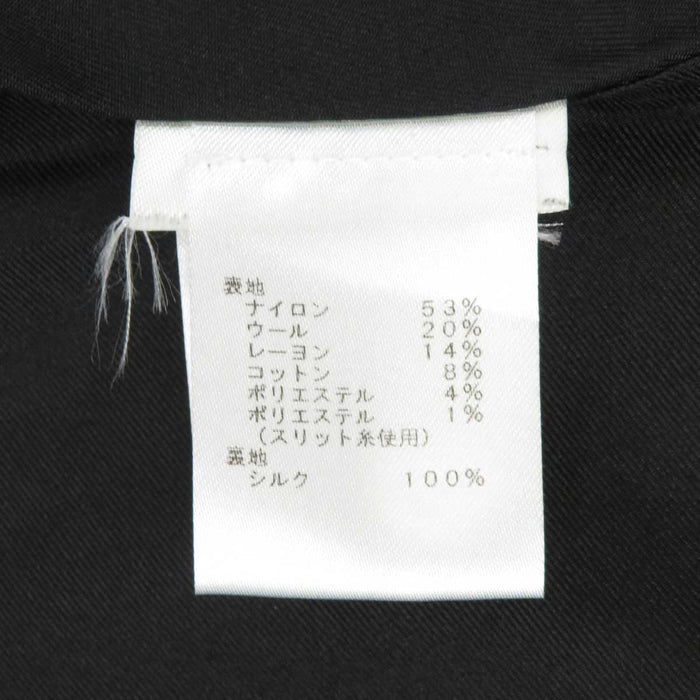 表地
ナイロン 53%
ウール 20%
レーヨン 14%
コットン 8%
ポリエステル 4%
ポリエステル 1%
(スリット糸使用)
裏地
シルク 100%